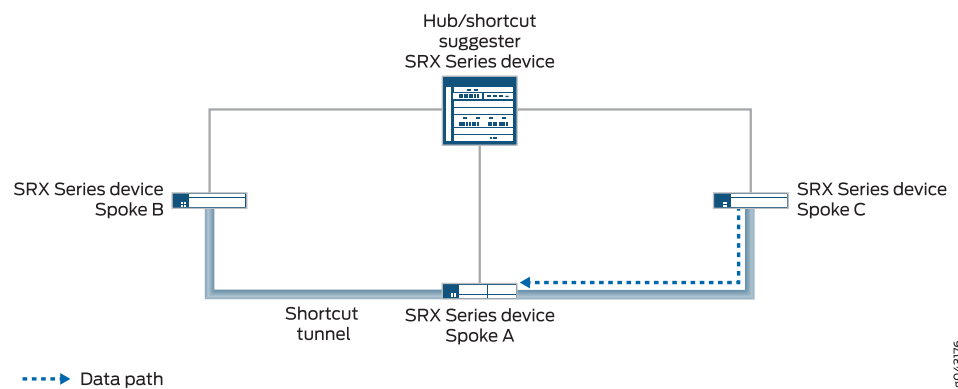 Hub/shortcut
suggester
SRX Series device
SRX Series device
Spoke B
SRX Series device
Spoke C
Shortcut
tunnel
SRX Series device
Spoke A
Data path
g043176